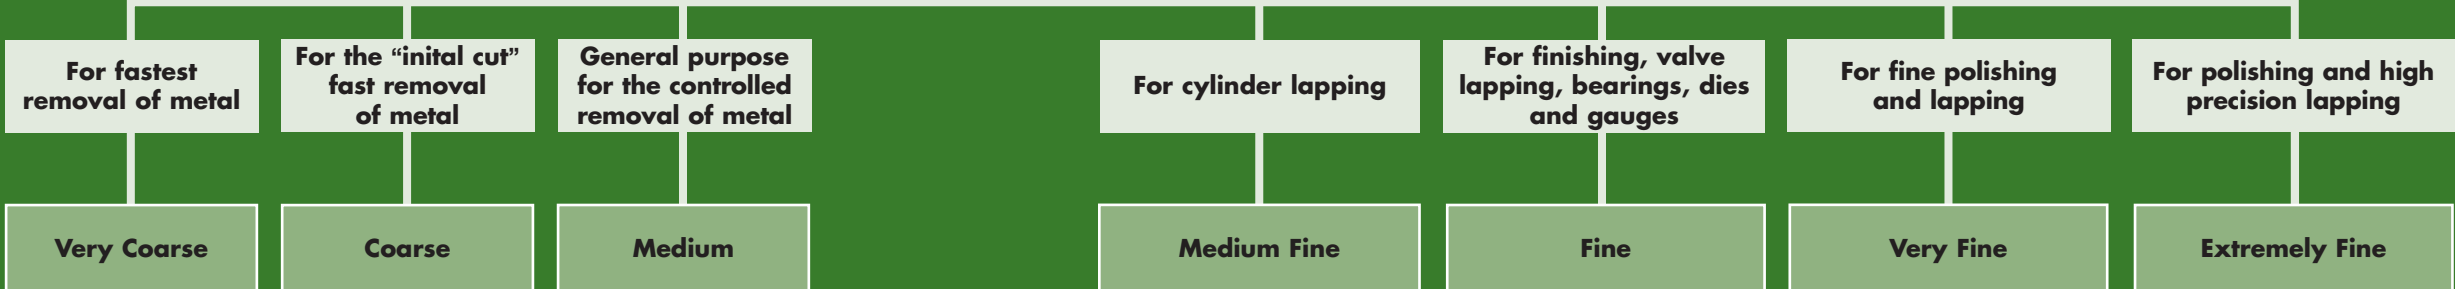 For fastest
removal of metal
For the “inital cut”
fast removal
of metal
General purpose
for the controlled
removal of metal
For cylinder lapping
For finishing, valve
lapping, bearings, dies
and gauges
For fine polishing
and lapping
For polishing and high
precision lapping
Very Coarse
Coarse
Medium
Medium Fine
Fine
Very Fine
Extremely Fine